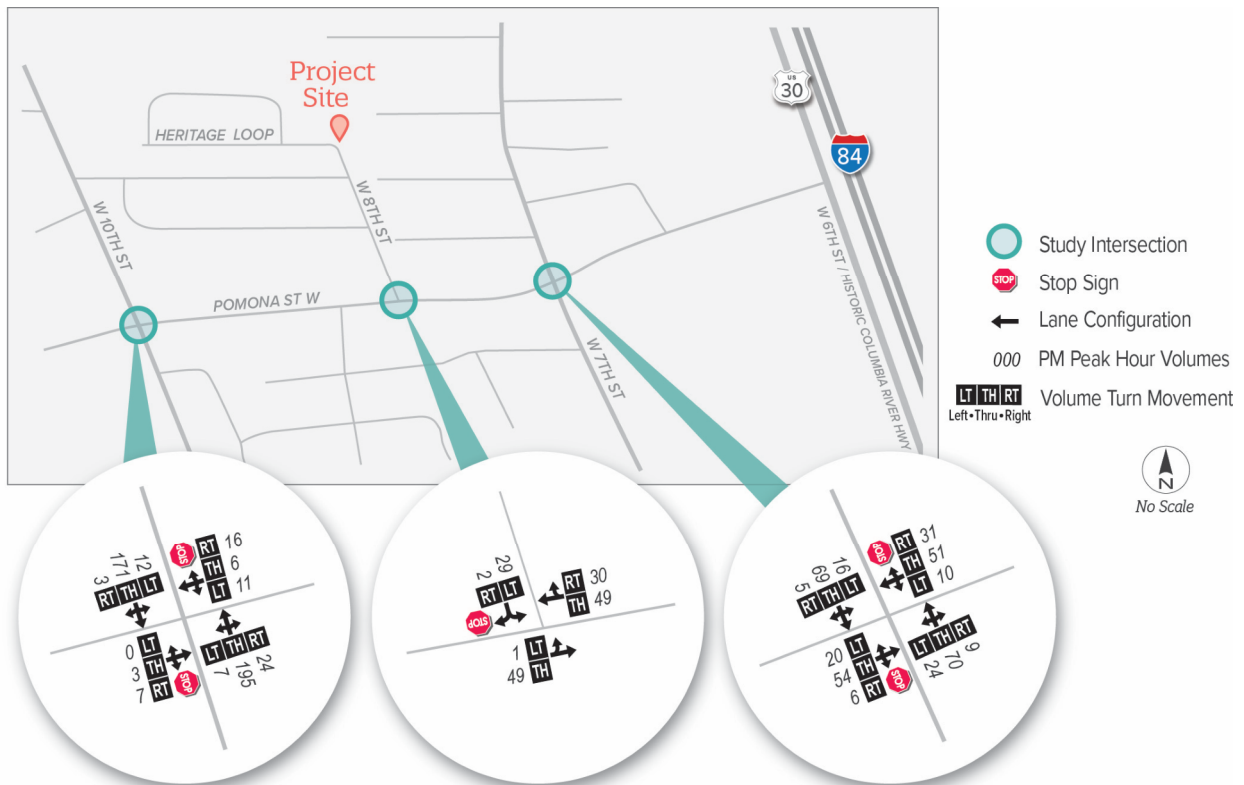 Project
Site
HERITAGE LOOP
US
30
84
W 10TH ST
W 8TH ST
POMONA ST W
W 7TH ST
W 6TH ST / HISTORIC COLUMBIA RIVER HWY
Study Intersection
STOP
Stop Sign
Lane Configuration
000
PM Peak Hour Volumes
LT TH RT
Left•Thru•Right
Volume Turn Movement
N
No Scale
3 171 12
RT TH LT
STOP
RT 16
TH 6
LT 11
0 LT
3 TH
7 RT
STOP
LT TH RT
7 195 24
2 29
RT LT
STOP
RT 30
TH 49
1 LT
49 TH
5 69 16
RT TH LT
STOP
RT 31
TH 51
LT 10
20 LT
54 TH
6 RT
STOP
LT TH RT
24 70 9